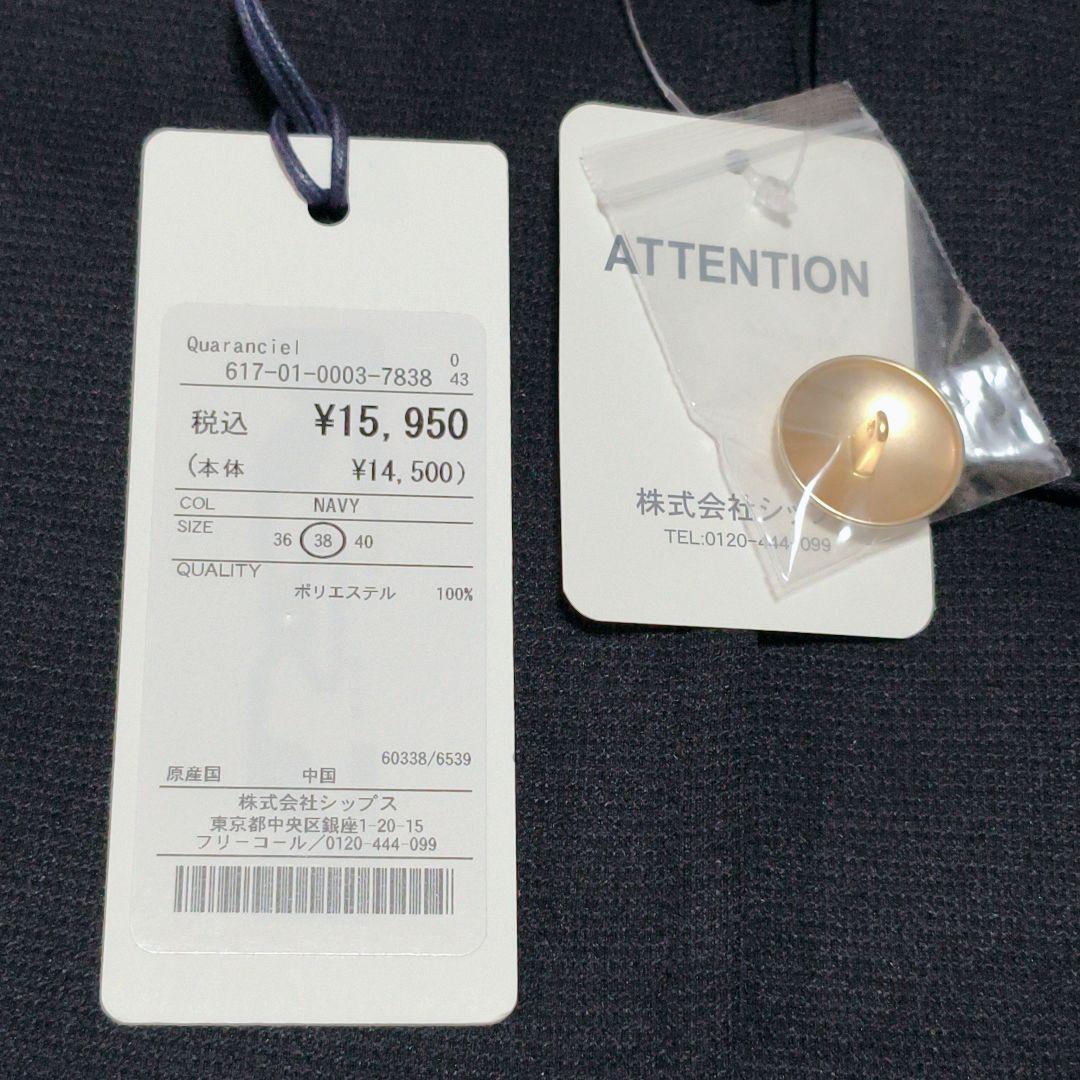 Quaranciel
0
617-01-0003-7838 43
税込 ¥15,950
(本体 ¥14,500)
COL NAVY
SIZE
36 38 40
QUALITY
ポリエステル 100%
60338/6539
原産国 中国
株式会社シップス
東京都中央区銀座1-20-15
フリーコール/0120-444-099
ATTENTION
株式会社シップ
TEL:0120-444-099